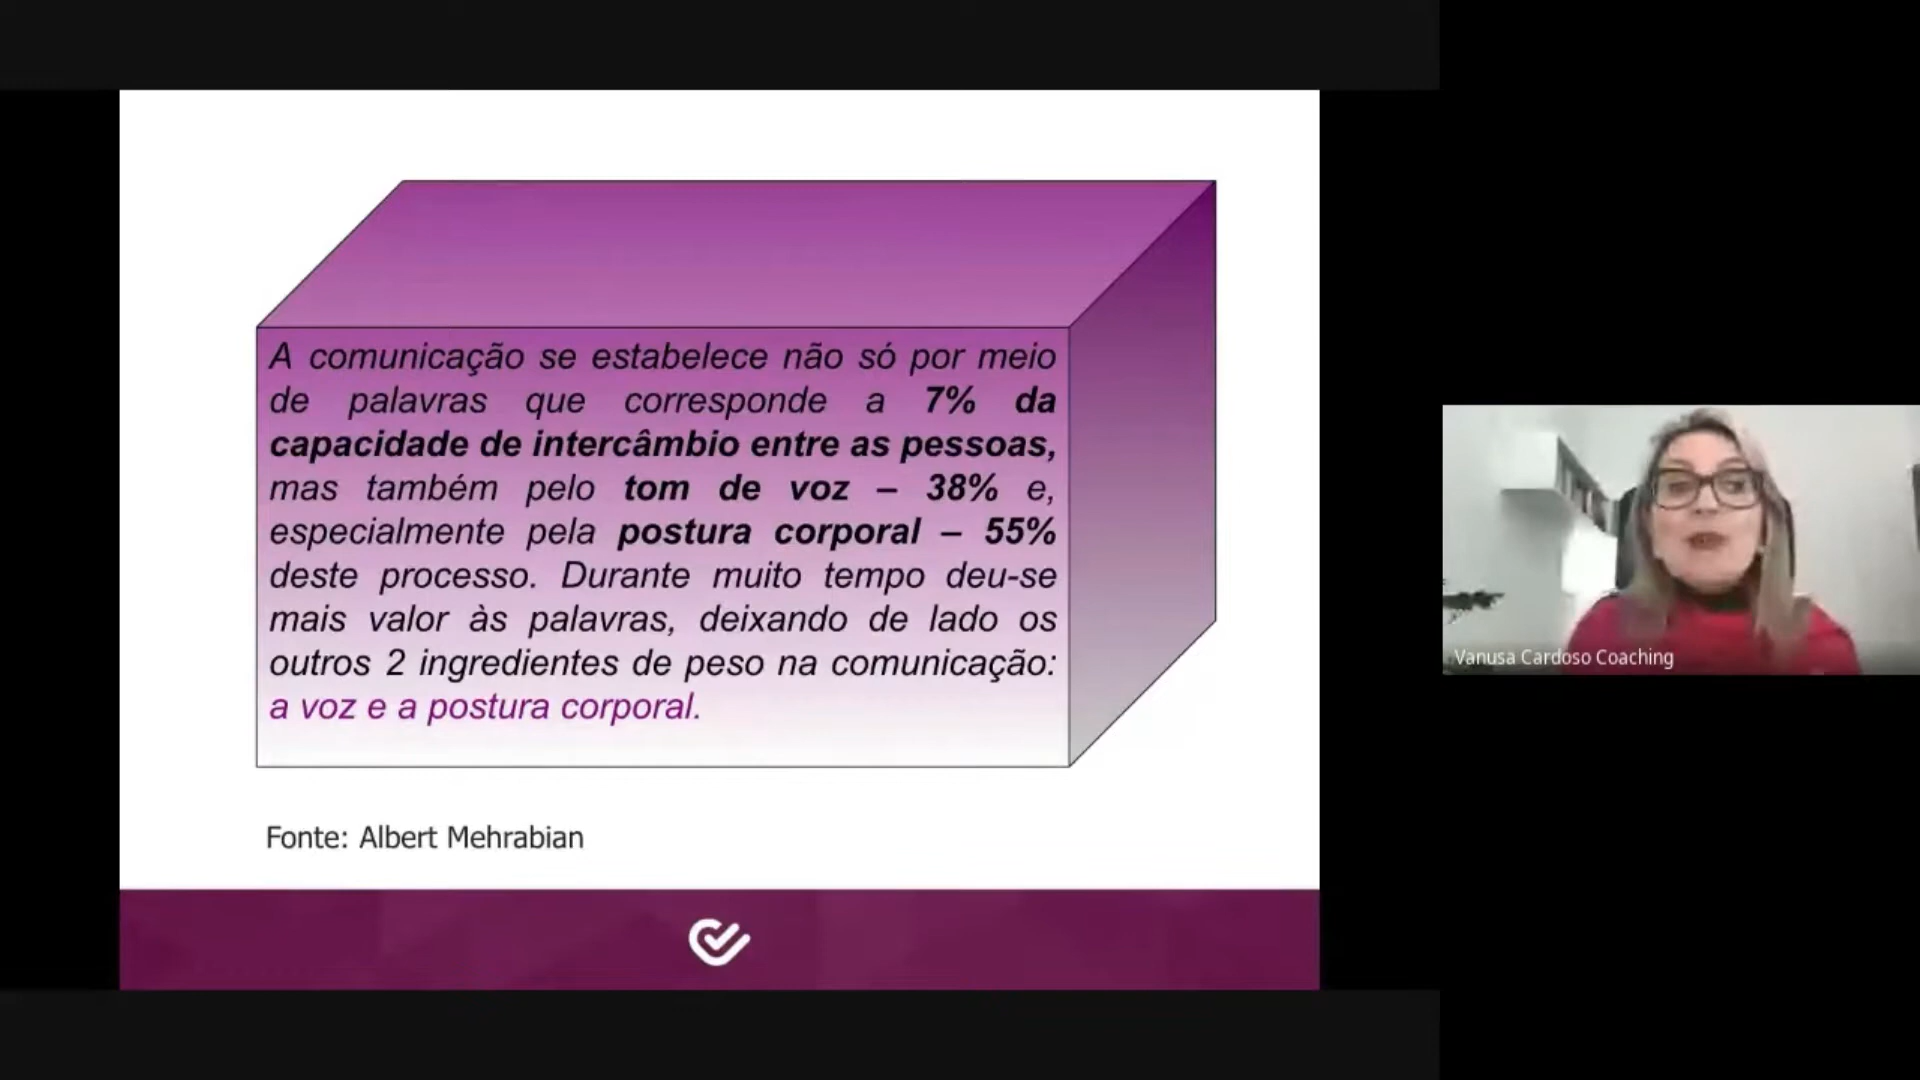 A comunicação se estabelece não só por meio
de palavras que corresponde a 7% da
capacidade de intercâmbio entre as pessoas,
mas também pelo tom de voz – 38% e,
especialmente pela postura corporal – 55%
deste processo. Durante muito tempo deu-se
mais valor às palavras, deixando de lado os
outros 2 ingredientes de peso na comunicação:
a voz e a postura corporal.
Fonte: Albert Mehrabian
Vanusa Cardoso Coaching